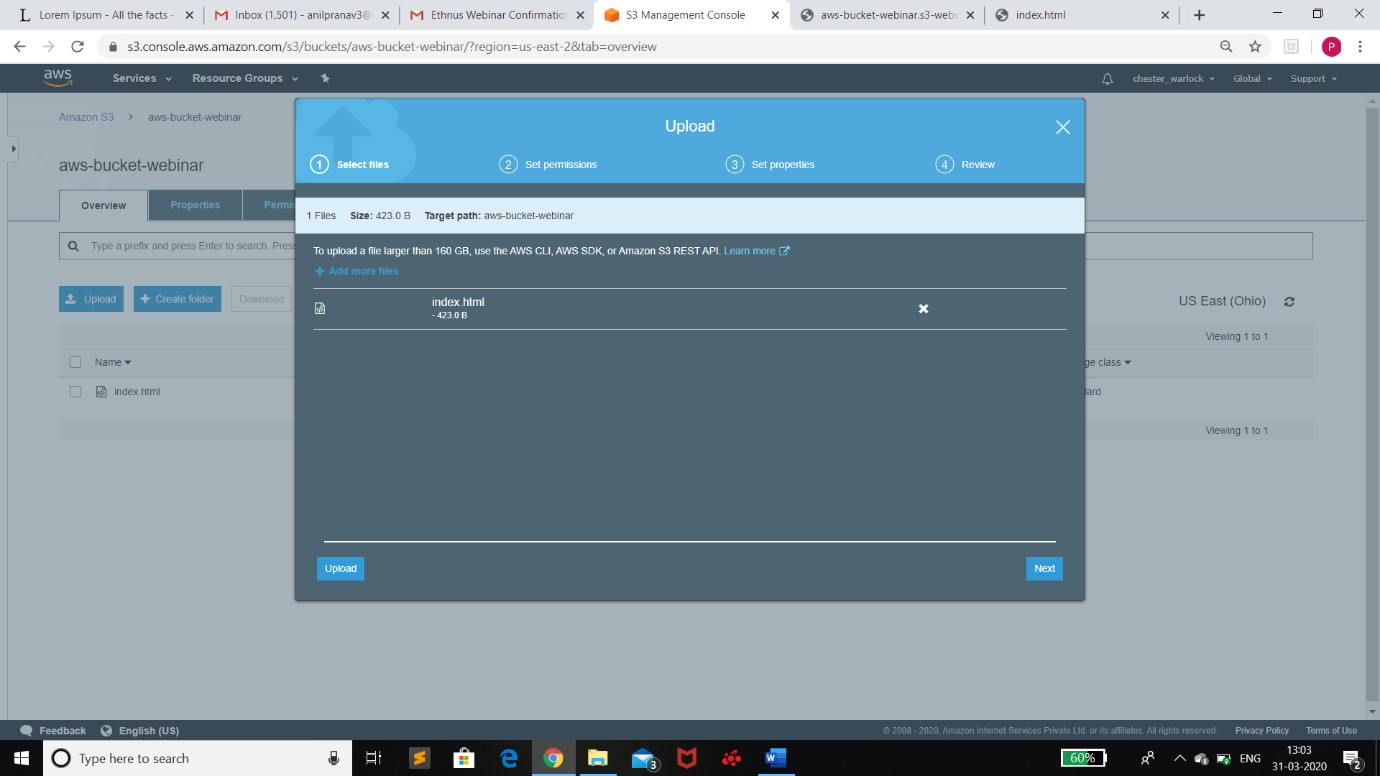 Lorem Ipsum - All the facts -
Inbox (1,501) - anilpranav3@
Ethnus Webinar Confirmation
S3 Management Console
aws-bucket-webinar.s3-webs
index.html
s3.console.aws.amazon.com/s3/buckets/aws-bucket-webinar/?region=us-east-2&tab=overview
P
aws
Services
Resource Groups
chester_warlock
Global
Support
Amazon S3 > aws-bucket-webinar
aws-bucket-webinar
Overview
Properties
Permis
Type a prefix and press Enter to search. Press
Upload
Create folder
Download
US East (Ohio)
Viewing 1 to 1
Name
ge class
index.html
dard
Viewing 1 to 1
Upload
1 Select files
2 Set permissions
3 Set properties
4 Review
1 Files Size: 423.0 B Target path: aws-bucket-webinar
To upload a file larger than 160 GB, use the AWS CLI, AWS SDK, or Amazon S3 REST API. Learn more
Add more files
index.html
- 423.0 B
Upload
Next
Feedback
English (US)
© 2008 - 2020, Amazon Internet Services Private Ltd. or its affiliates. All rights reserved.
Privacy Policy
Terms of Use
Type here to search
3
60%
ENG
13:03
31-03-2020
2